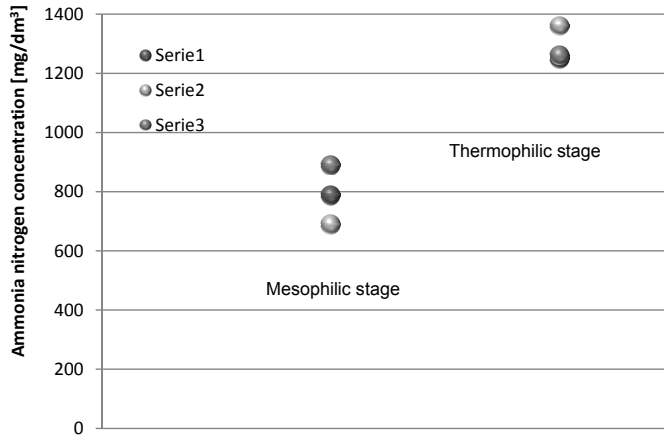 Ammonia nitrogen concentration [mg/dm³]
1400
1200
1000
800
600
400
200
0
Serie1
Serie2
Serie3
Thermophilic stage
Mesophilic stage